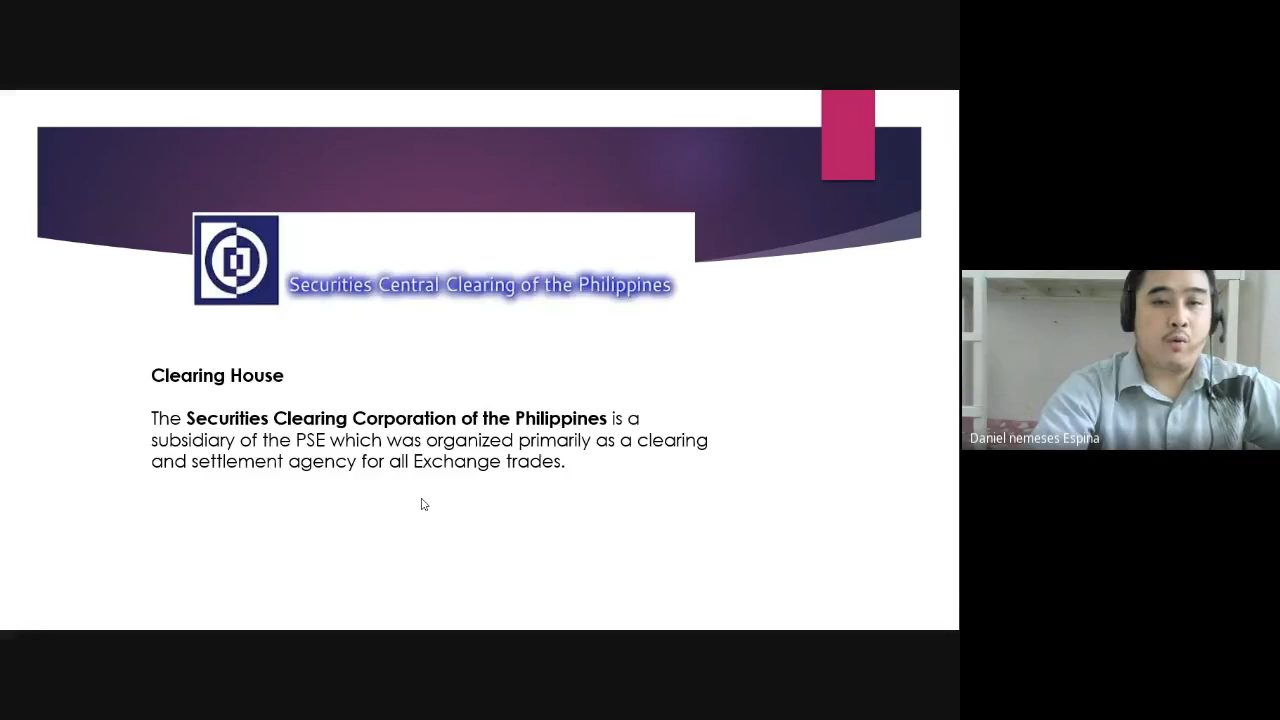 Securities Central Clearing of the Philippines
Clearing House
The Securities Clearing Corporation of the Philippines is a
subsidiary of the PSE which was organized primarily as a clearing
and settlement agency for all Exchange trades.
Daniel nemeses Espina